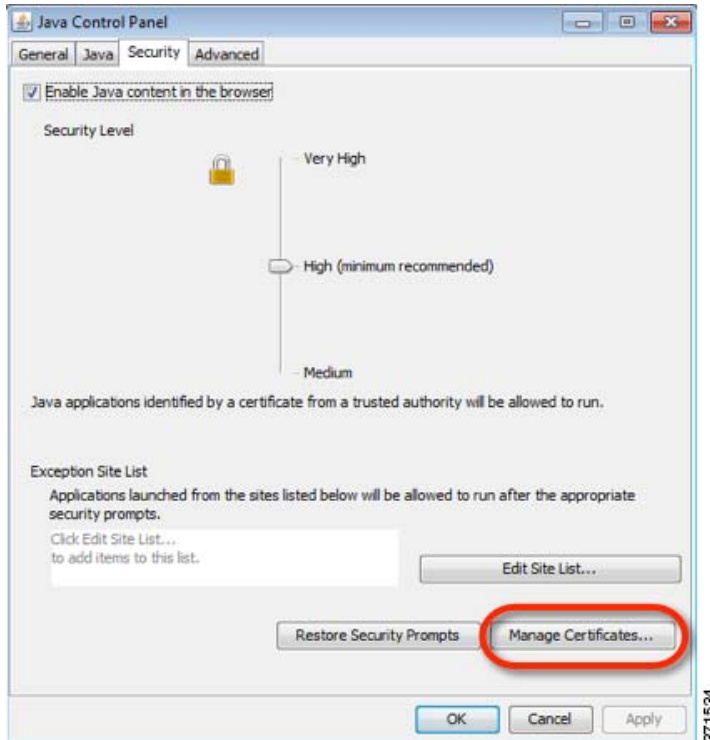 Java Control Panel
General Java Security Advanced
Enable Java content in the browser
Security Level
Very High
High (minimum recommended)
Medium
Java applications identified by a certificate from a trusted authority will be allowed to run.
Exception Site List
Applications launched from the sites listed below will be allowed to run after the appropriate
security prompts.
Click Edit Site List...
to add items to this list.
Edit Site List...
Restore Security Prompts
Manage Certificates...
OK
Cancel
Apply
371534